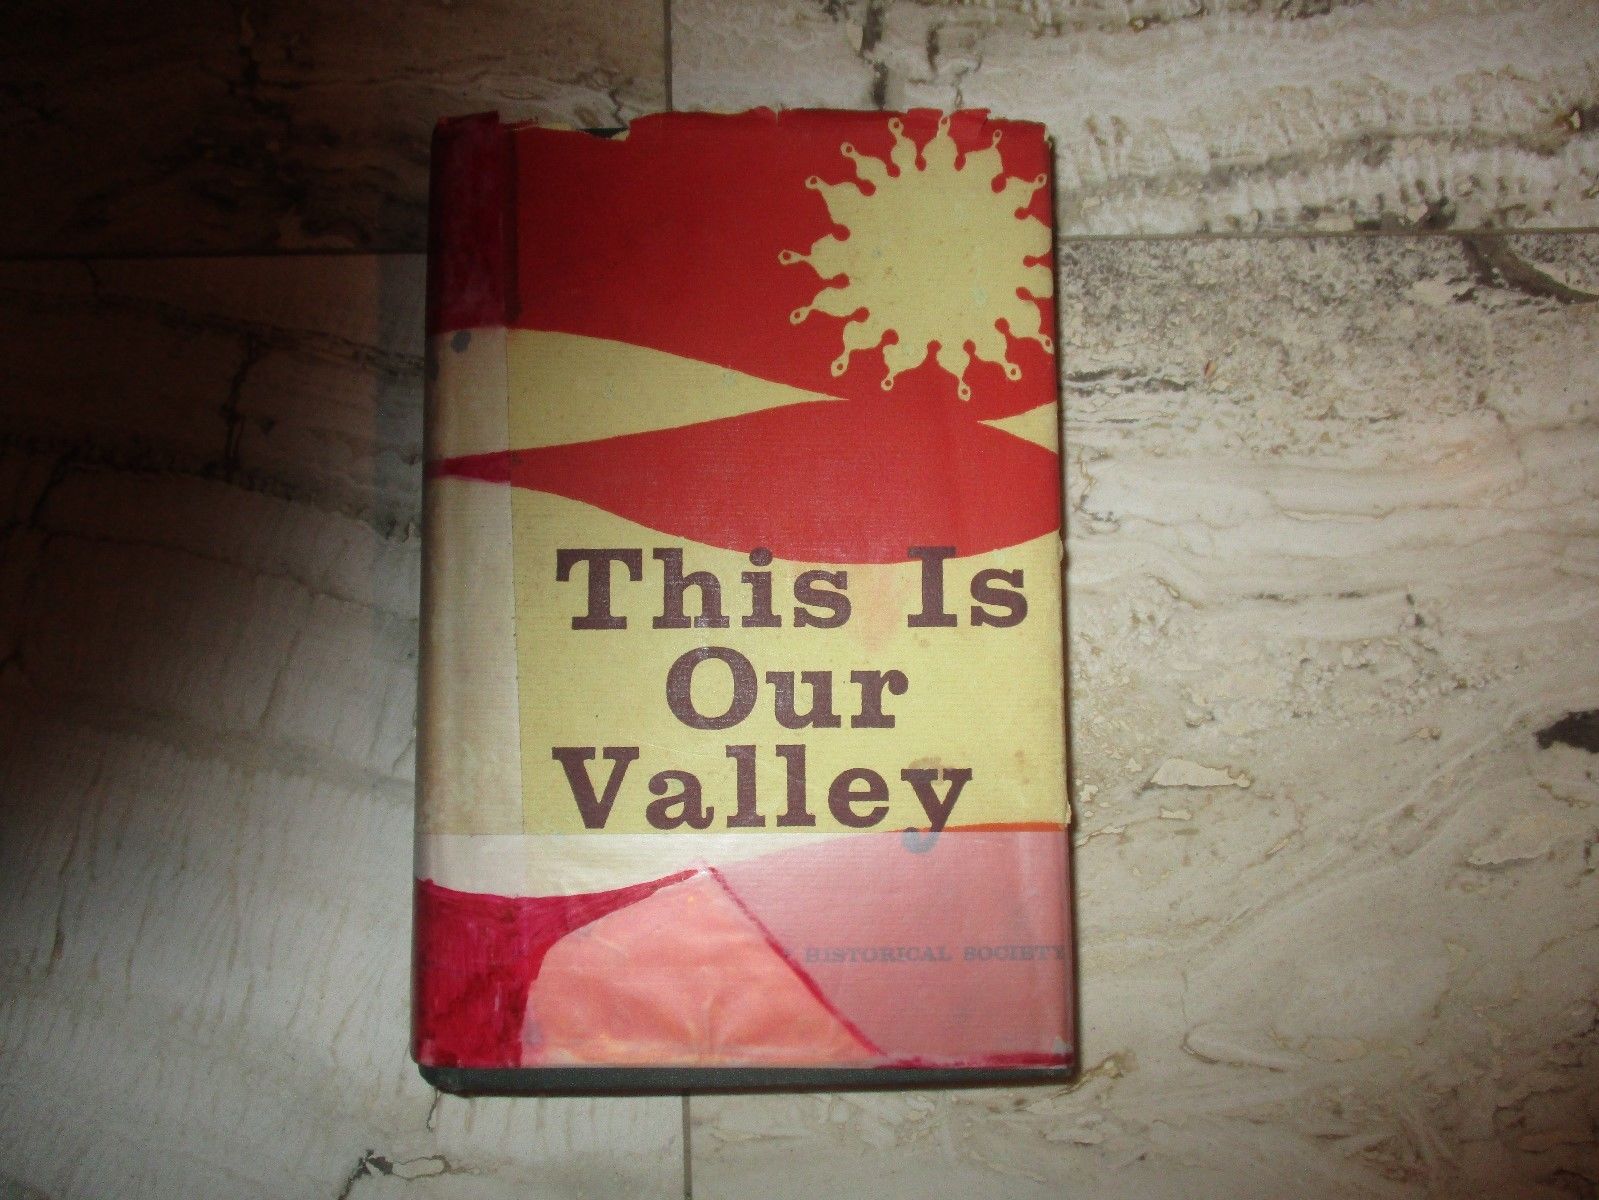 This Is
Our
Valley
HISTORICAL SOCIETY